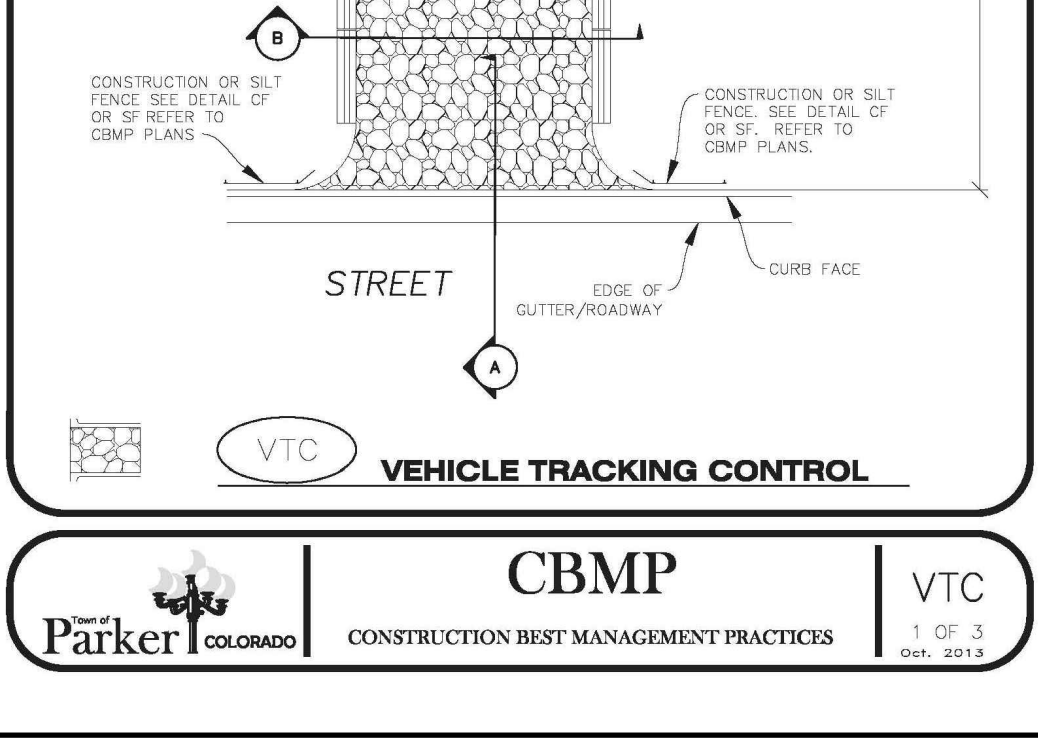 B
CONSTRUCTION OR SILT
FENCE SEE DETAIL CF
OR SF REFER TO
CBMP PLANS
CONSTRUCTION OR SILT
FENCE. SEE DETAIL CF
OR SF. REFER TO
CBMP PLANS.
CURB FACE
STREET
EDGE OF
GUTTER/ROADWAY
A
VTC
VEHICLE TRACKING CONTROL
Town of
Parker COLORADO
CBMP
CONSTRUCTION BEST MANAGEMENT PRACTICES
VTC
1 OF 3
Oct. 2013